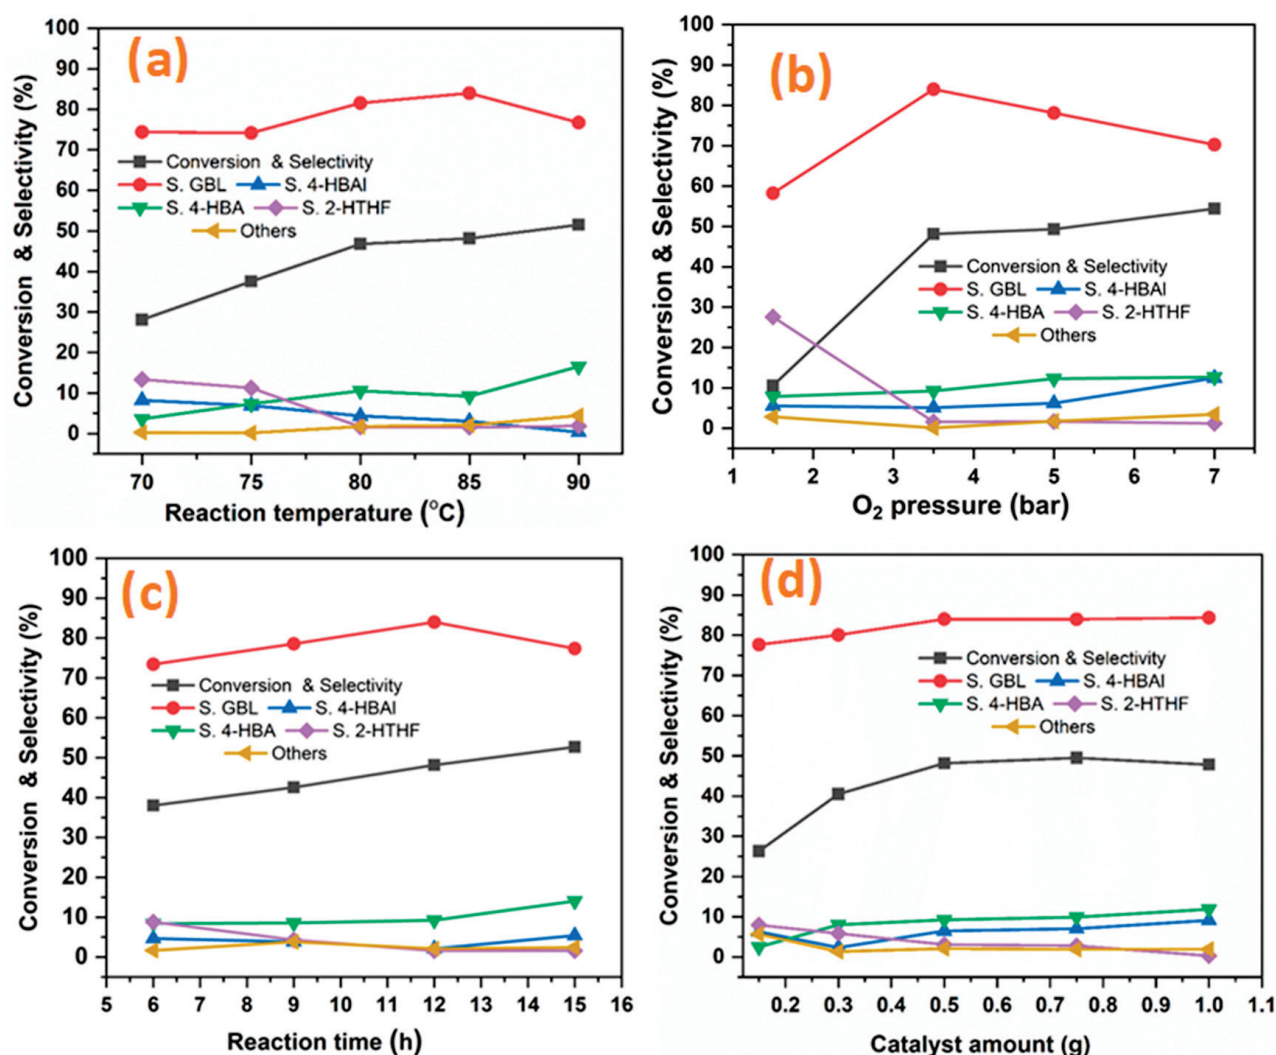 (a)
Conversion & Selectivity (%)
100
90
80
70
60
50
40
30
20
10
0
Conversion & Selectivity
S. GBL S. 4-HBAl
S. 4-HBA S. 2-HTHF
Others
70 75 80 85 90
Reaction temperature (°C)
(b)
Conversion & Selectivity (%)
100
90
80
70
60
50
40
30
20
10
0
Conversion & Selectivity
S. GBL S. 4-HBAl
S. 4-HBA S. 2-HTHF
Others
1 2 3 4 5 6 7
O₂ pressure (bar)
(c)
Conversion & Selectivity (%)
100
90
80
70
60
50
40
30
20
10
0
Conversion & Selectivity
S. GBL S. 4-HBAl
S. 4-HBA S. 2-HTHF
Others
5 6 7 8 9 10 11 12 13 14 15 16
Reaction time (h)
(d)
Conversion & Selectivity (%)
100
90
80
70
60
50
40
30
20
10
0
Conversion & Selectivity
S. GBL S. 4-HBAl
S. 4-HBA S. 2-HTHF
Others
0.2 0.3 0.4 0.5 0.6 0.7 0.8 0.9 1.0 1.1
Catalyst amount (g)